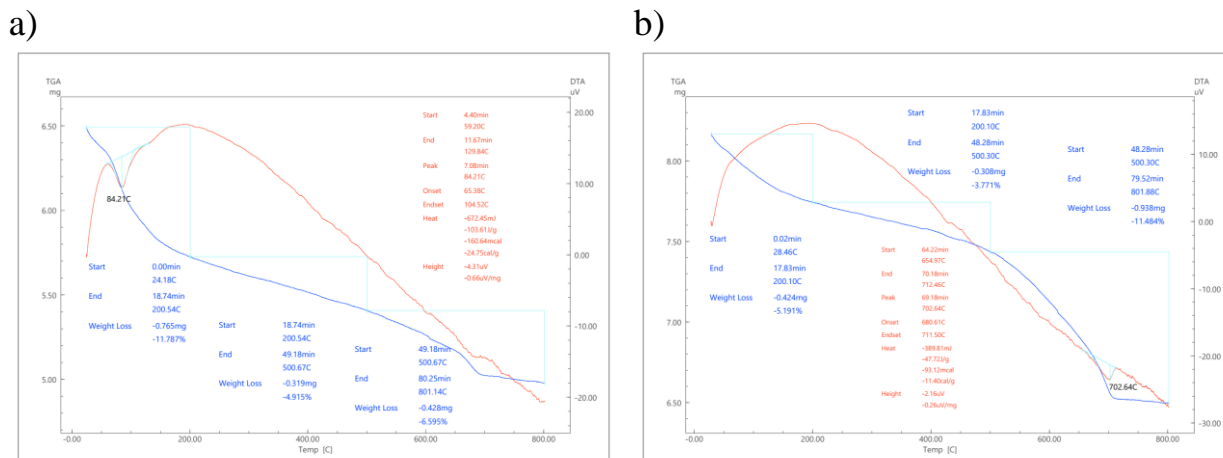 a)
TGA
mg
DTA
uV
6.50
6.00
5.50
5.00
20.00
10.00
0.00
-10.00
-20.00
-0.00
200.00
400.00
600.00
800.00
Temp [C]
84.21C
Start 4.40min
59.20C
End 11.67min
129.84C
Peak 7.08min
84.21C
Onset 65.38C
Endset 104.52C
Heat -672.45mJ
-103.61J/g
-160.64mcal
-24.75cal/g
Height -4.31uV
-0.66uV/mg
Start 0.00min
24.18C
End 18.74min
200.54C
Weight Loss -0.765mg
-11.787%
Start 18.74min
200.54C
End 49.18min
500.67C
Weight Loss -0.319mg
-4.915%
Start 49.18min
500.67C
End 80.25min
801.14C
Weight Loss -0.428mg
-6.595%
b)
TGA
mg
DTA
uV
8.00
7.50
7.00
6.50
10.00
0.00
-10.00
-20.00
-30.00
-0.00
200.00
400.00
600.00
800.00
Temp [C]
Start 17.83min
200.10C
End 48.28min
500.30C
Weight Loss -0.308mg
-3.771%
Start 48.28min
500.30C
End 79.52min
801.88C
Weight Loss -0.938mg
-11.484%
Start 0.02min
28.46C
End 17.83min
200.10C
Weight Loss -0.424mg
-5.191%
Start 64.22min
654.97C
End 70.18min
712.46C
Peak 69.18min
702.64C
Onset 680.61C
Endset 711.50C
Heat -389.81mJ
-47.72J/g
-93.12mcal
-11.40cal/g
Height -2.16uV
-0.26uV/mg
702.64C